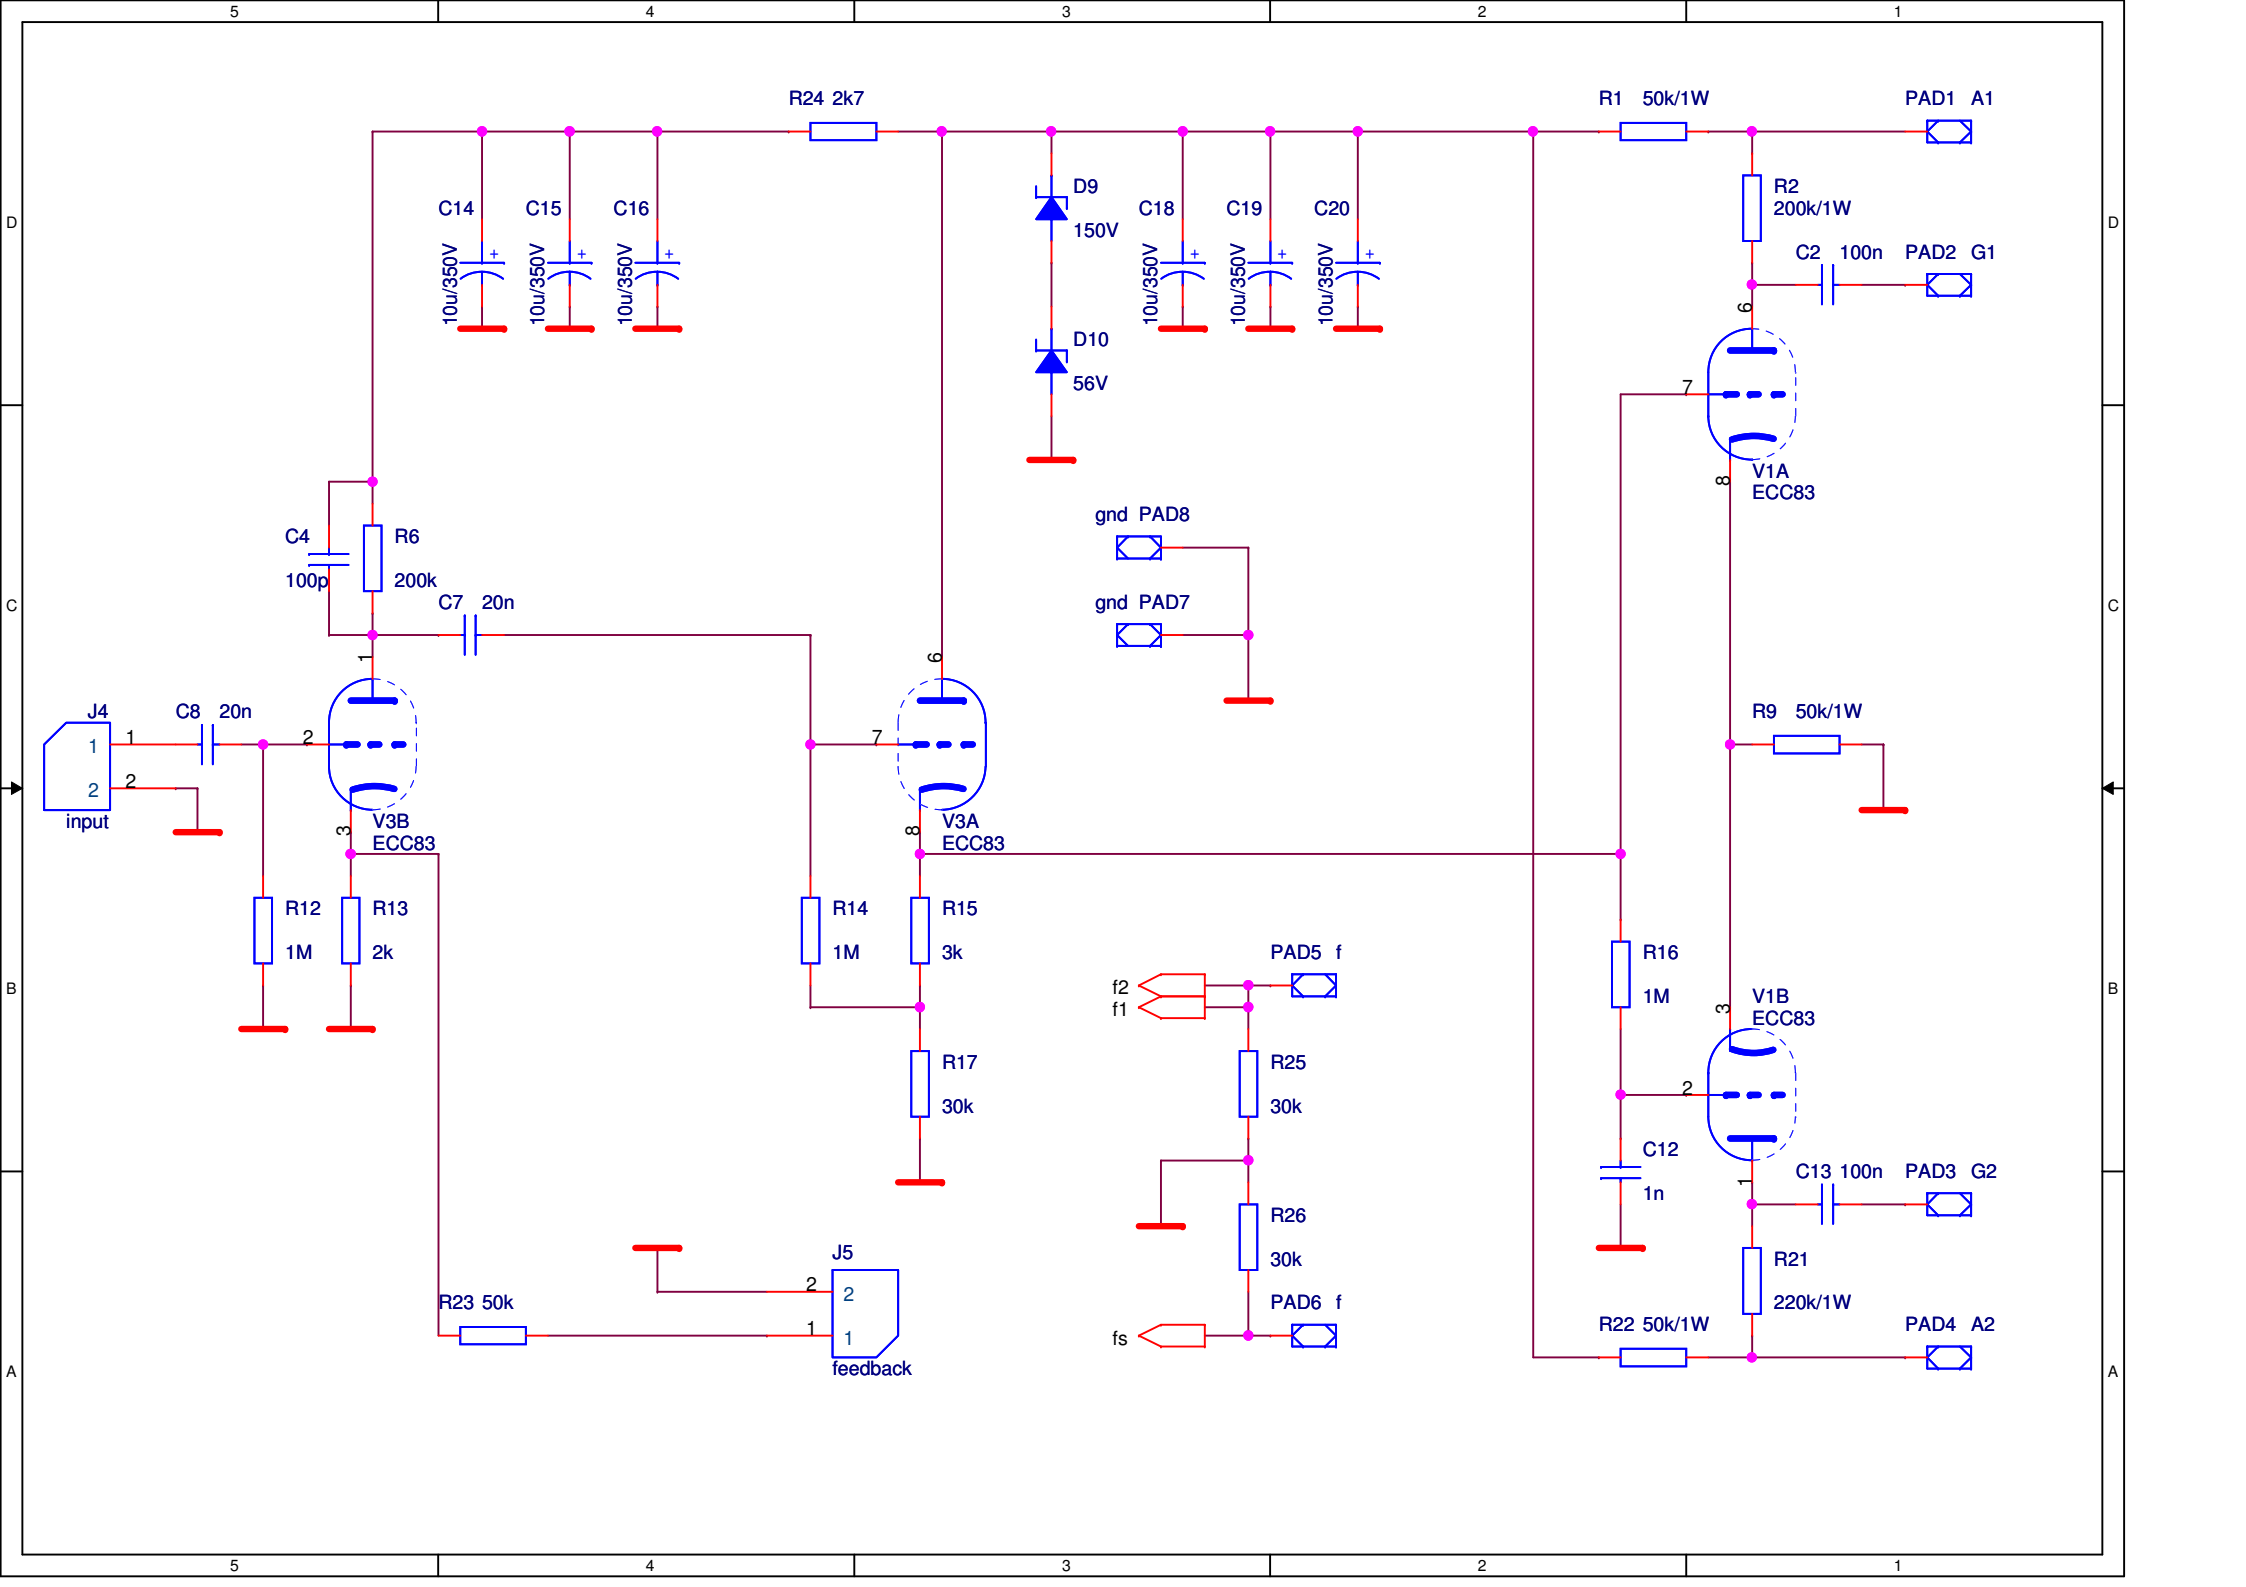 5 4 3 2 1
R24 2k7
R1 50k/1W
PAD1 A1
D
D
C14
C15
C16
D9
150V
C18
C19
C20
R2
200k/1W
10u/350V
+
10u/350V
+
10u/350V
+
10u/350V
+
10u/350V
+
10u/350V
+
C2 100n
PAD2 G1
6
D10
56V
7
V1A
ECC83
8
gnd PAD8
C4
100p
R6
200k
C
C
C7 20n
gnd PAD7
1
6
J4
1
2
1
2
input
C8 20n
2
7
R9 50k/1W
3
V3B
ECC83
8
V3A
ECC83
R12
1M
R13
2k
R14
1M
R15
3k
PAD5 f
f2
f1
R16
1M
B
B
3
V1B
ECC83
R17
30k
R25
30k
2
C12
1n
1
C13 100n
PAD3 G2
R26
30k
J5
2
2
1
1
feedback
R21
220k/1W
R23 50k
PAD6 f
fs
R22 50k/1W
PAD4 A2
A
A
5 4 3 2 1